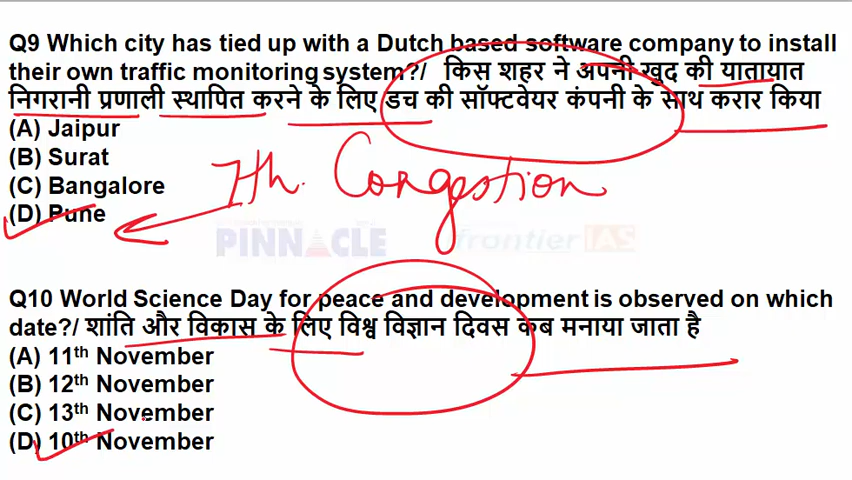 Q9 Which city has tied up with a Dutch based software company to install
their own traffic monitoring system?/ किस शहर ने अपनी खुद की यातायात
निगरानी प्रणाली स्थापित करने के लिए डच की सॉफ्टवेयर कंपनी के साथ करार किया
(A) Jaipur
(B) Surat
(C) Bangalore
(D) Pune
7th. Congestion
PINNACLE frontier IAS
Q10 World Science Day for peace and development is observed on which
date?/ शांति और विकास के लिए विश्व विज्ञान दिवस कब मनाया जाता है
(A) 11th November
(B) 12th November
(C) 13th November
(D) 10th November